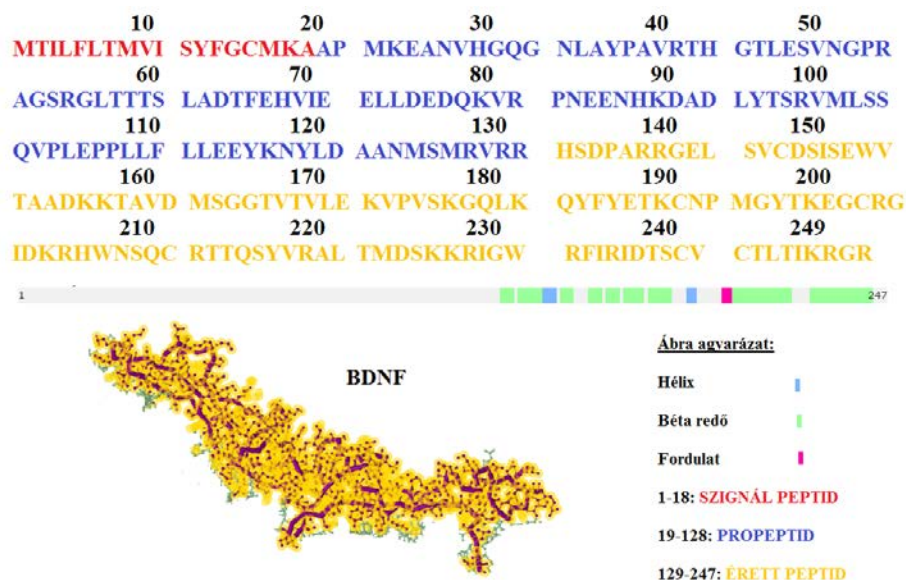 10 20 30 40 50
MTILFLTMVI SYFGCMKAAP MKEANVHGQG NLAYPAVRTH GTLESVNGPR
60 70 80 90 100
AGSRGLTTTS LADTFEHVIE ELLDEDQKVR PNEENHKDAD LYTSRVMLSS
110 120 130 140 150
QVPLEPPLLF LLEEYKNYLD AANMSMRVRR HSDPARRGEL SVCDSISEWV
160 170 180 190 200
TAADKKTAVD MSGGTVTVLE KVPVSKGQLK QYFYETKCNP MGYTKEGCRG
210 220 230 240 249
IDKRHWNSQC RTTQSYVRAL TMDSKKRIGW RFIRIDTSCV CTLTIKRGR
1 247
BDNF
Ábra agyarázat:
Hélix
Béta redő
Fordulat
1-18: SZIGNÁL PEPTID
19-128: PROPEPTID
129-247: ÉRETT PEPTID